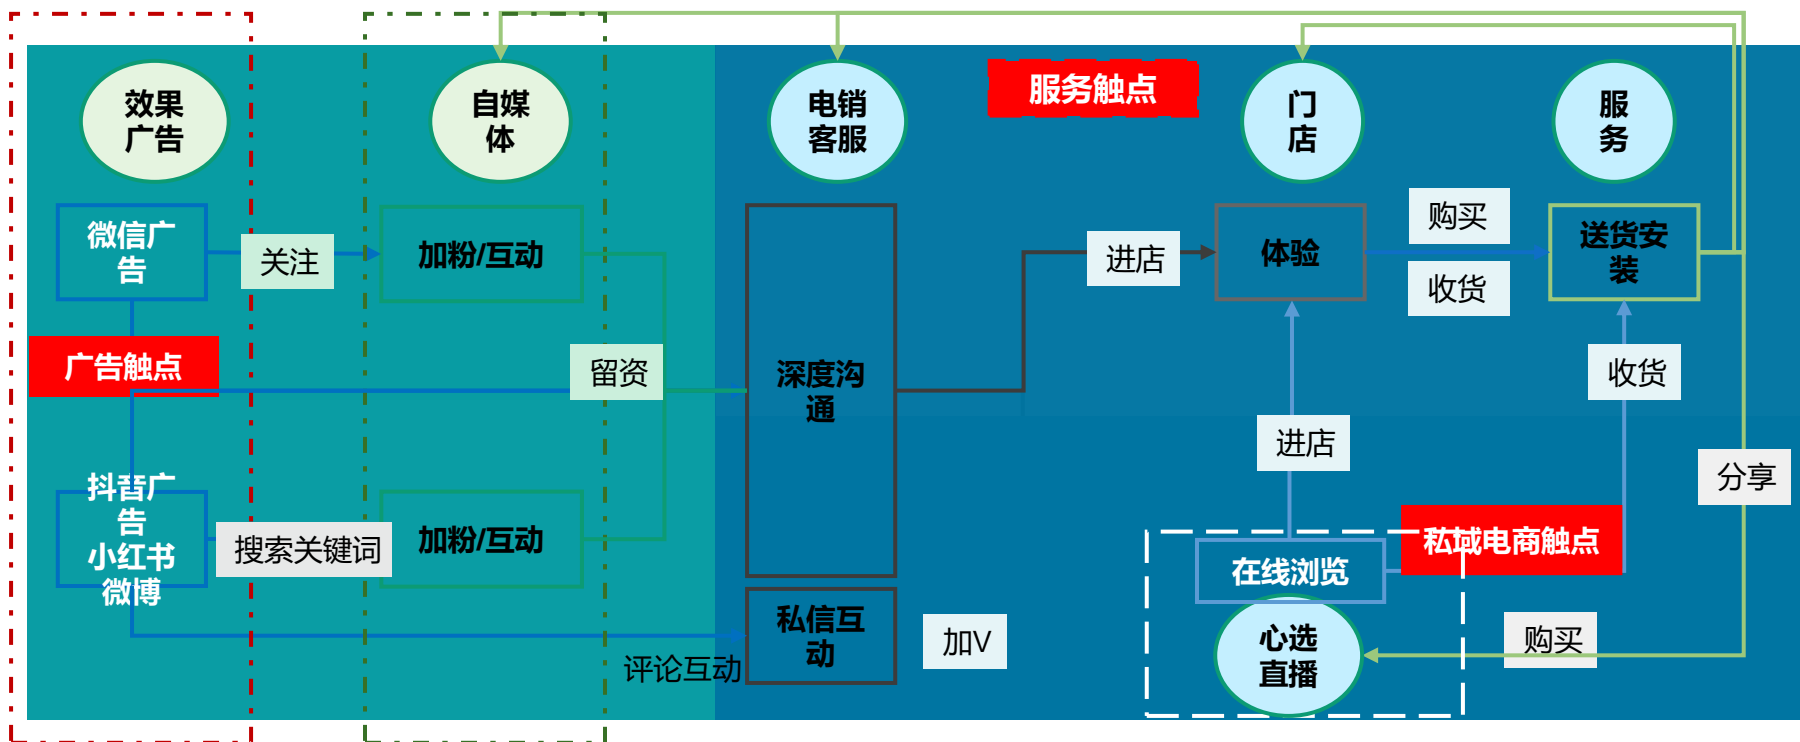 效果
广告
自媒
体
电销
客服
服务触点
门
店
服
务
微信广
告
关注
加粉/互动
进店
体验
购买
收货
送货安
装
广告触点
留资
深度沟
通
收货
进店
分享
抖音广
告
小红书
微博
搜索关键词
加粉/互动
私域电商触点
在线浏览
私信互
动
评论互动
加V
心选
直播
购买